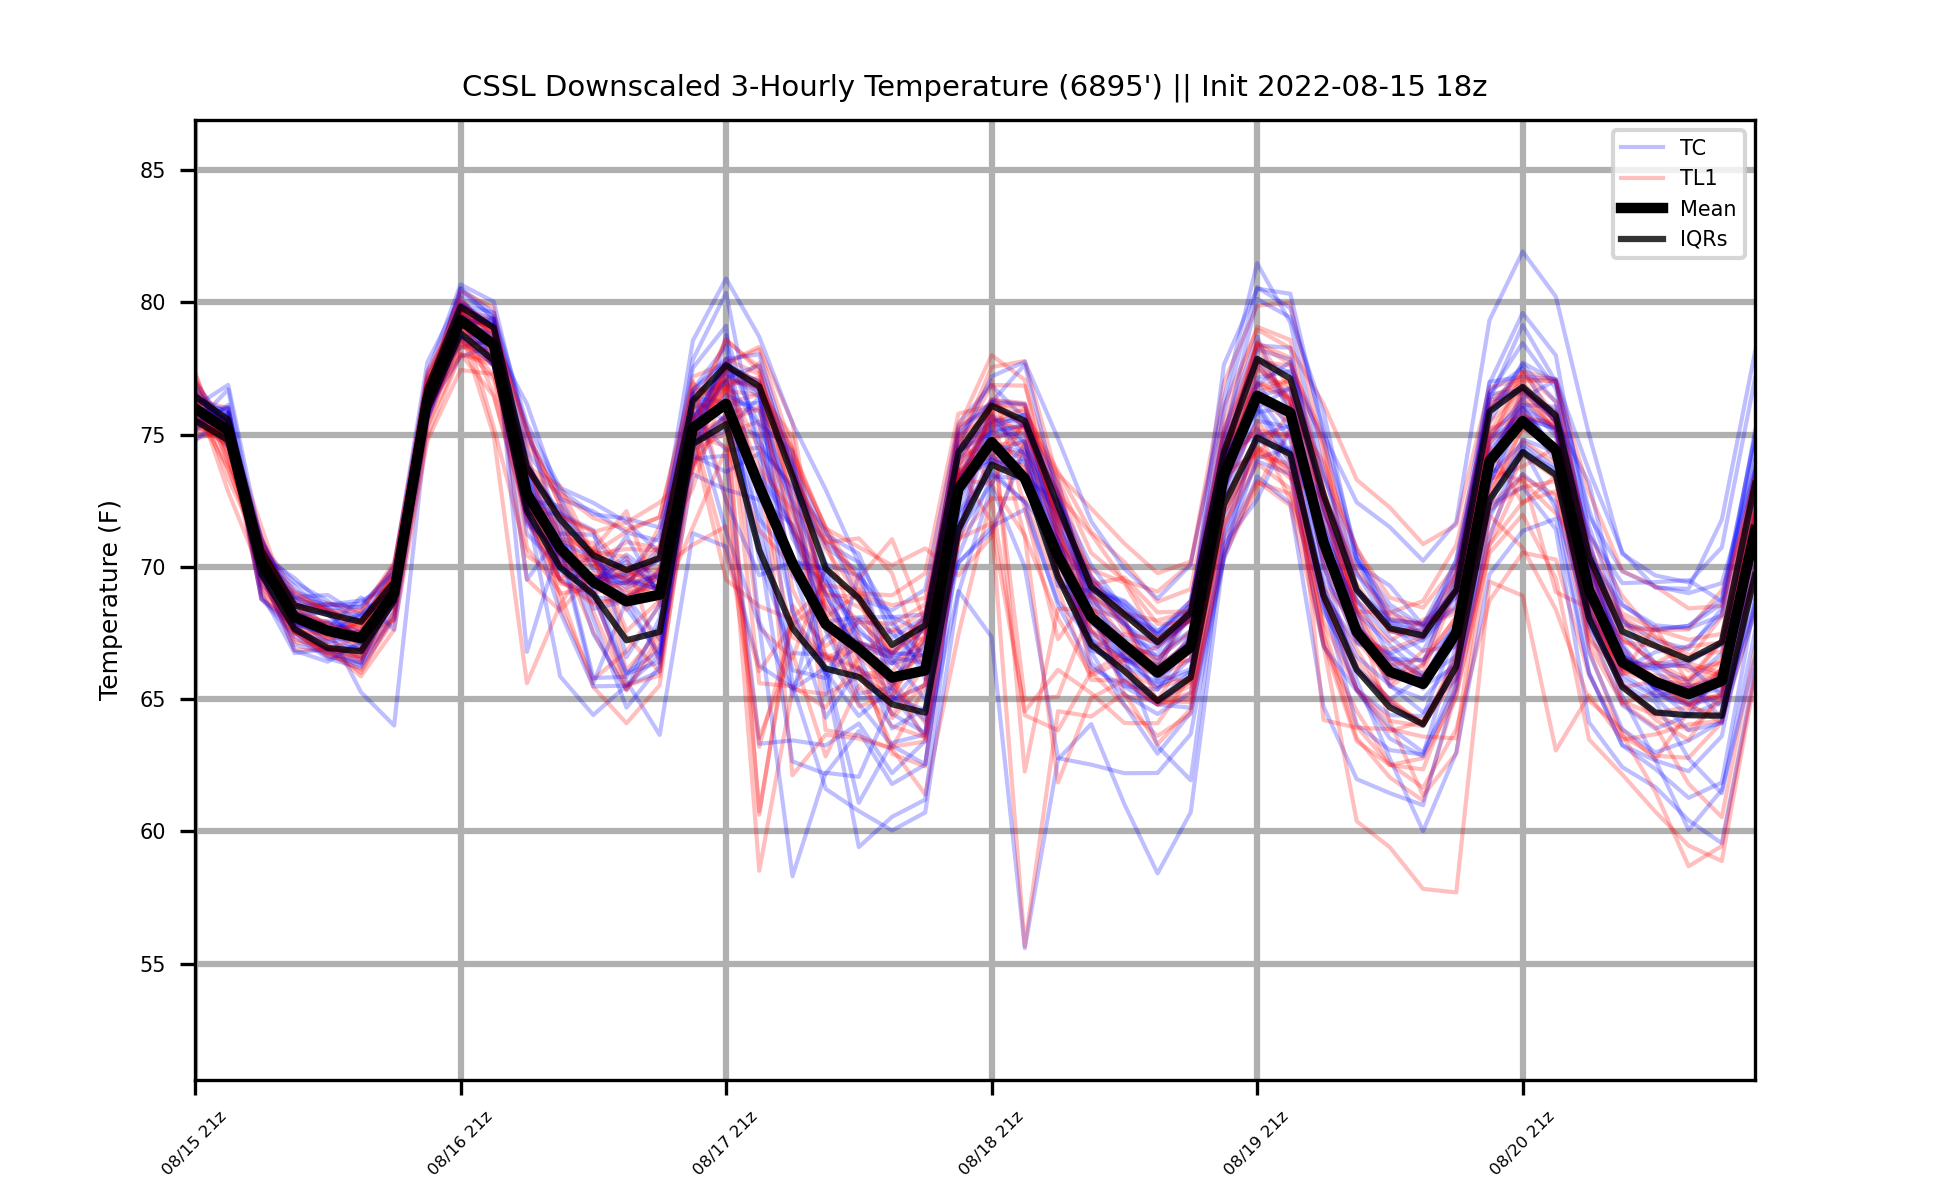 CSSL Downscaled 3-Hourly Temperature (6895') || Init 2022-08-15 18z
TC
TL1
Mean
IQRs
Temperature (F)
85
80
75
70
65
60
55
08/15 21z
08/16 21z
08/17 21z
08/18 21z
08/19 21z
08/20 21z